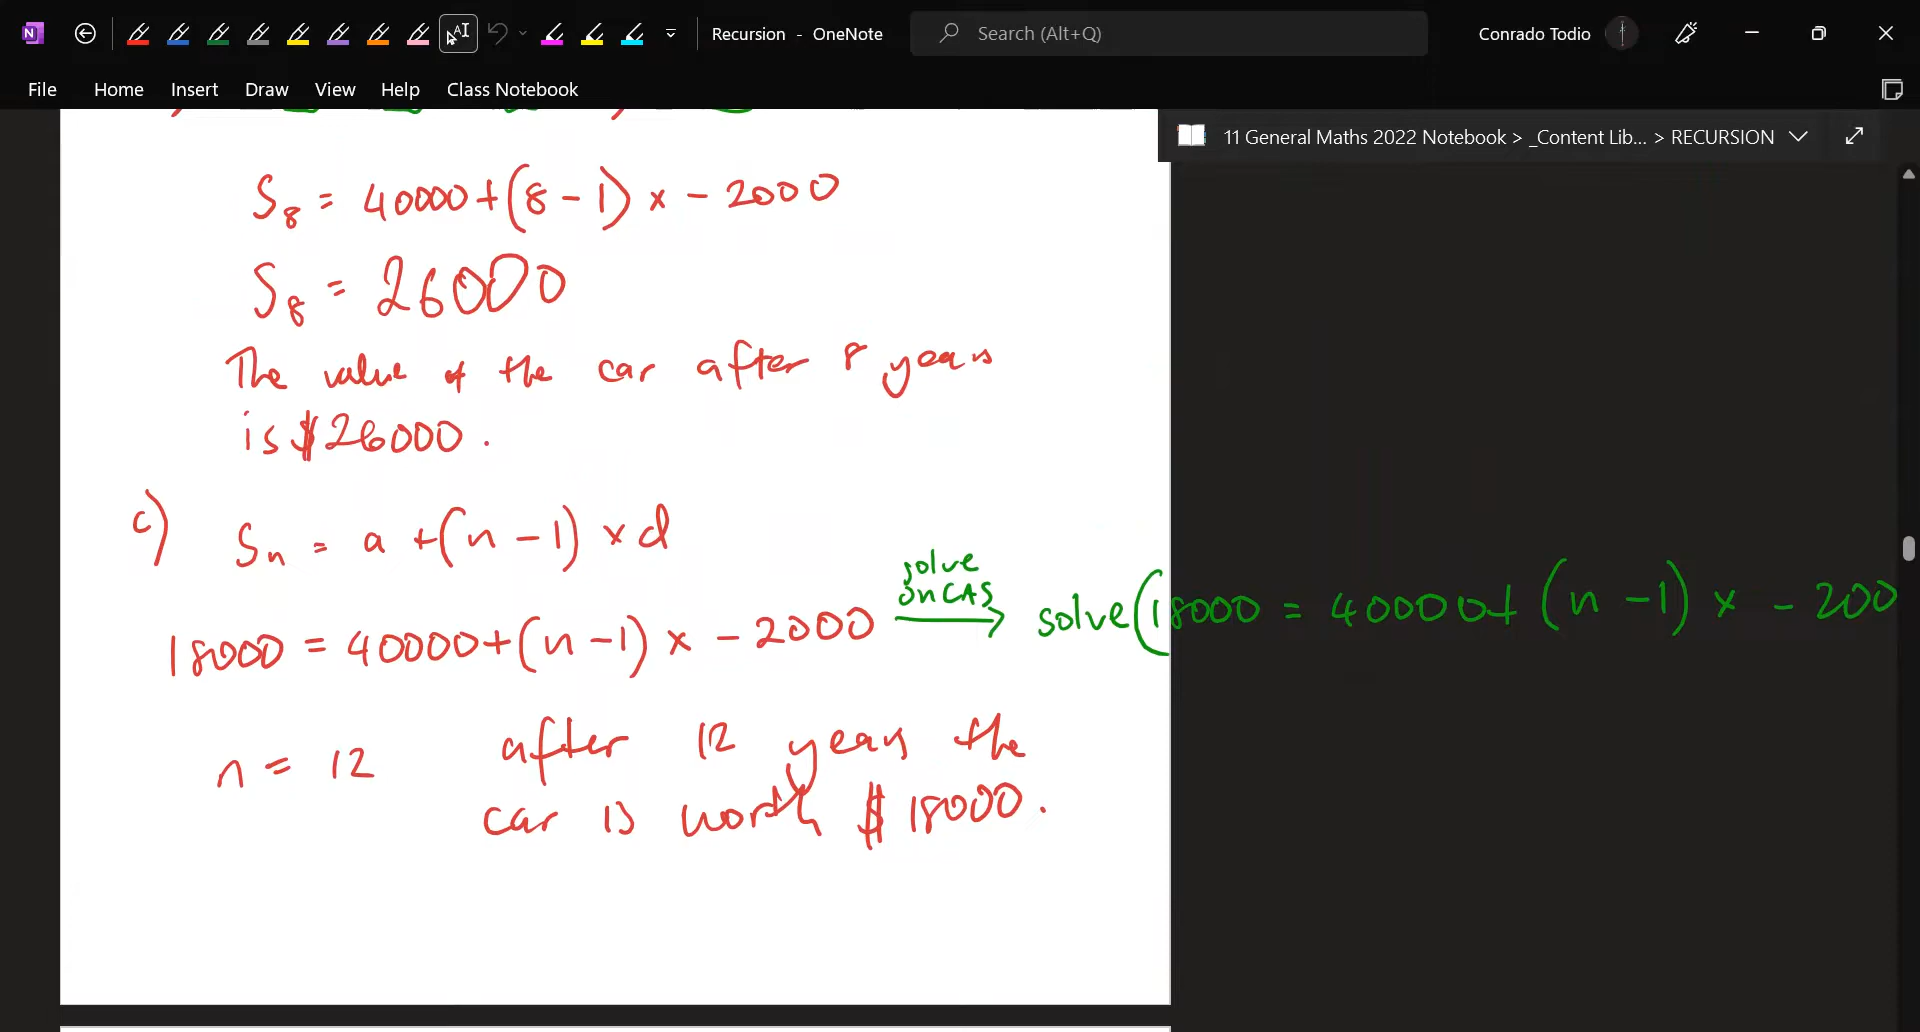 Recursion - OneNote
Search (Alt+Q)
Conrado Todio
File Home Insert Draw View Help Class Notebook
11 General Maths 2022 Notebook > _Content Lib... > RECURSION
S₈ = 40000+(8-1) x - 2000
S₈ = 26000
The value of the car after 8 years
is $26000.
c) Sₙ = a +(n-1) x d
solve
on CAS
18000 = 40000+(n-1) x - 2000
solve(18000 = 40000+ (n-1) x - 200
n = 12
after 12 years the
car is worth $18000.